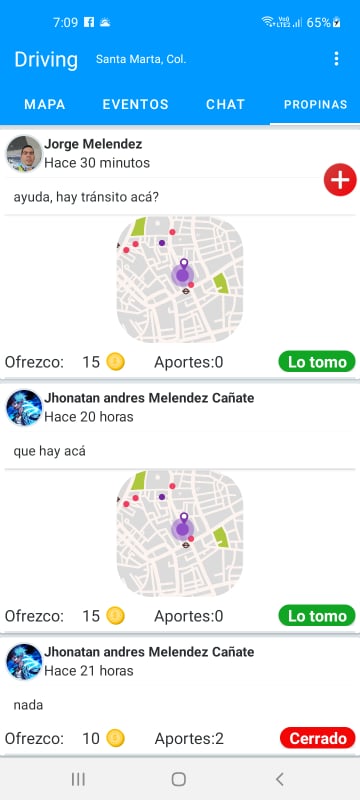 7:09 65%
Driving Santa Marta, Col.
MAPA EVENTOS CHAT PROPINAS
Jorge Melendez
Hace 30 minutos
ayuda, hay tránsito acá?
Ofrezco: 15 Aportes:0 Lo tomo
Jhonatan andres Melendez Cañate
Hace 20 horas
que hay acá
Ofrezco: 15 Aportes:0 Lo tomo
Jhonatan andres Melendez Cañate
Hace 21 horas
nada
Ofrezco: 10 Aportes:2 Cerrado